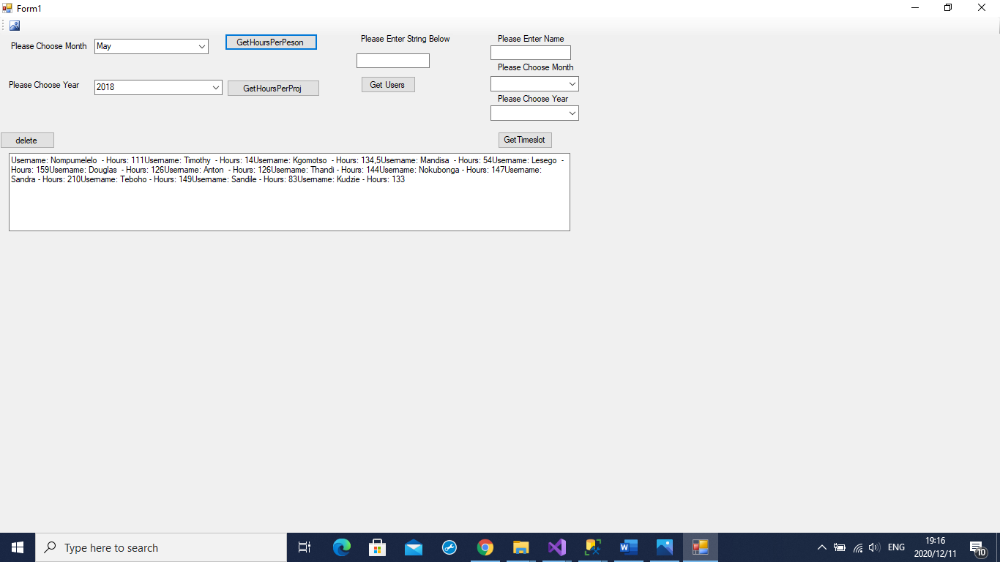 Form1
Please Choose Month
May
GetHoursPerPeson
Please Choose Year
2018
GetHoursPerProj
Please Enter String Below
Get Users
Please Enter Name
Please Choose Month
Please Choose Year
GetTimeslot
delete
Username: Nompumelelo  - Hours: 111Username: Timothy  - Hours: 14Username: Kgomotso  - Hours: 134,5Username: Mandisa  - Hours: 54Username: Lesego  -
Hours: 159Username: Douglas  - Hours: 126Username: Anton  - Hours: 126Username: Thandi - Hours: 144Username: Nokubonga - Hours: 147Username:
Sandra - Hours: 210Username: Teboho - Hours: 149Username: Sandile - Hours: 83Username: Kudzie - Hours: 133
Type here to search
ENG
19:16
2020/12/11
10